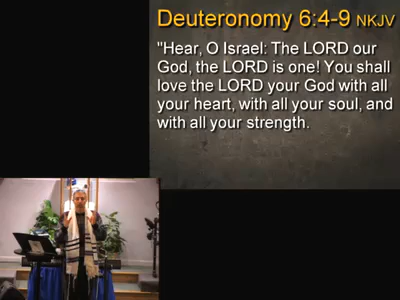 Deuteronomy 6:4-9 NKJV
"Hear, O Israel: The LORD our
God, the LORD is one! You shall
love the LORD your God with all
your heart, with all your soul, and
with all your strength.